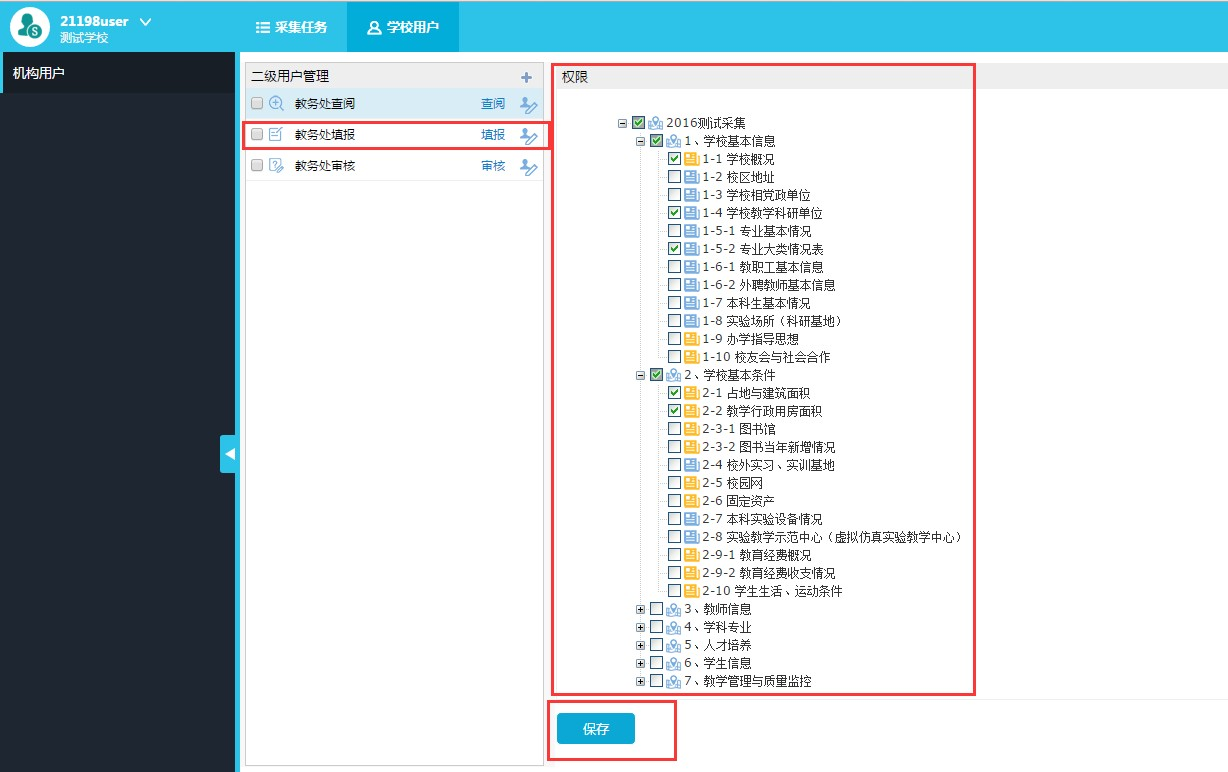 21198user
测试学校
采集任务
学校用户
机构用户
二级用户管理
教务处查阅 查阅
教务处填报 填报
教务处审核 审核
权限
2016测试采集
1、学校基本信息
1-1 学校概况
1-2 校区地址
1-3 学校相党政单位
1-4 学校教学科研单位
1-5-1 专业基本情况
1-5-2 专业大类情况表
1-6-1 教职工基本信息
1-6-2 外聘教师基本信息
1-7 本科生基本情况
1-8 实验场所（科研基地）
1-9 办学指导思想
1-10 校友会与社会合作
2、学校基本条件
2-1 占地与建筑面积
2-2 教学行政用房面积
2-3-1 图书馆
2-3-2 图书当年新增情况
2-4 校外实习、实训基地
2-5 校园网
2-6 固定资产
2-7 本科实验设备情况
2-8 实验教学示范中心（虚拟仿真实验教学中心）
2-9-1 教育经费概况
2-9-2 教育经费收支情况
2-10 学生生活、运动条件
3、教师信息
4、学科专业
5、人才培养
6、学生信息
7、教学管理与质量监控
保存